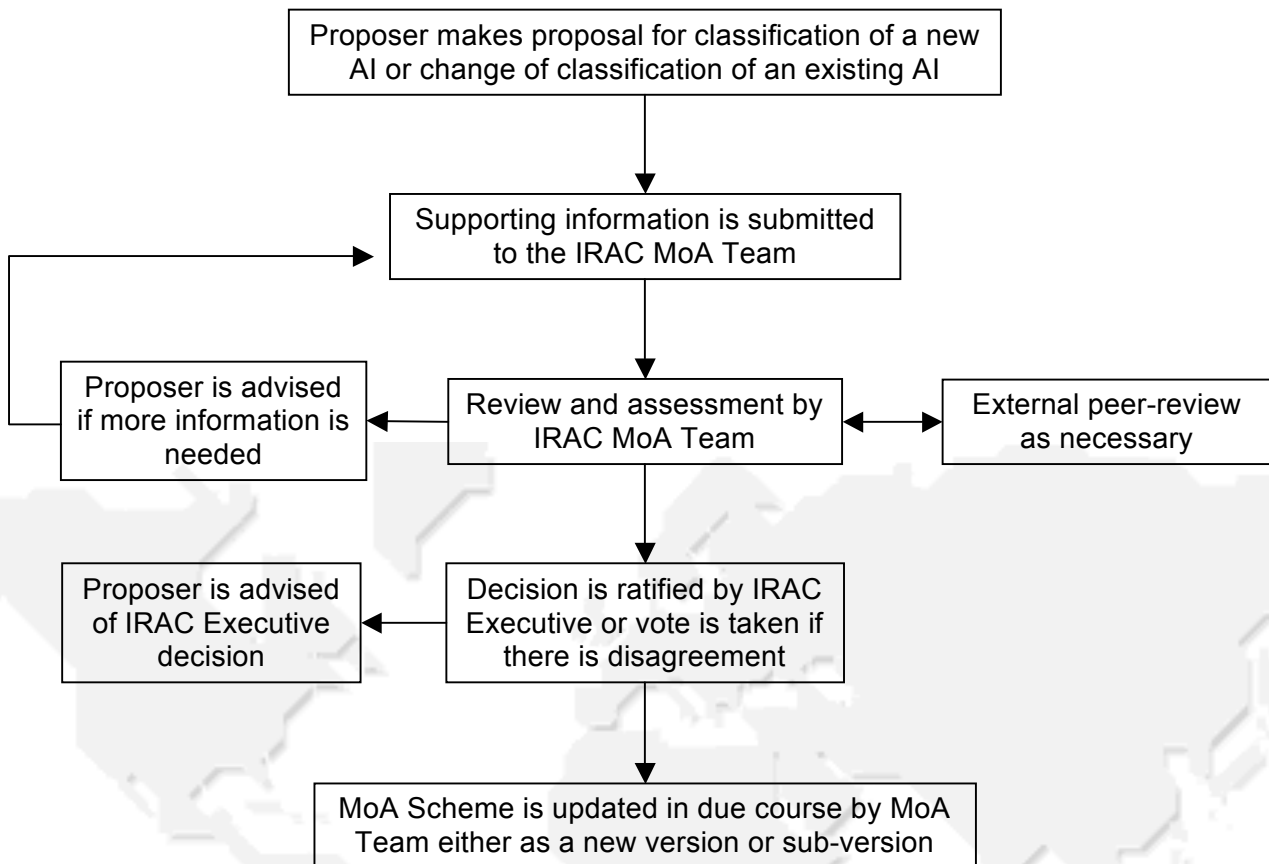 Proposer makes proposal for classification of a new
AI or change of classification of an existing AI
Supporting information is submitted
to the IRAC MoA Team
Proposer is advised
if more information is
needed
Review and assessment by
IRAC MoA Team
External peer-review
as necessary
Proposer is advised
of IRAC Executive
decision
Decision is ratified by IRAC
Executive or vote is taken if
there is disagreement
MoA Scheme is updated in due course by MoA
Team either as a new version or sub-version